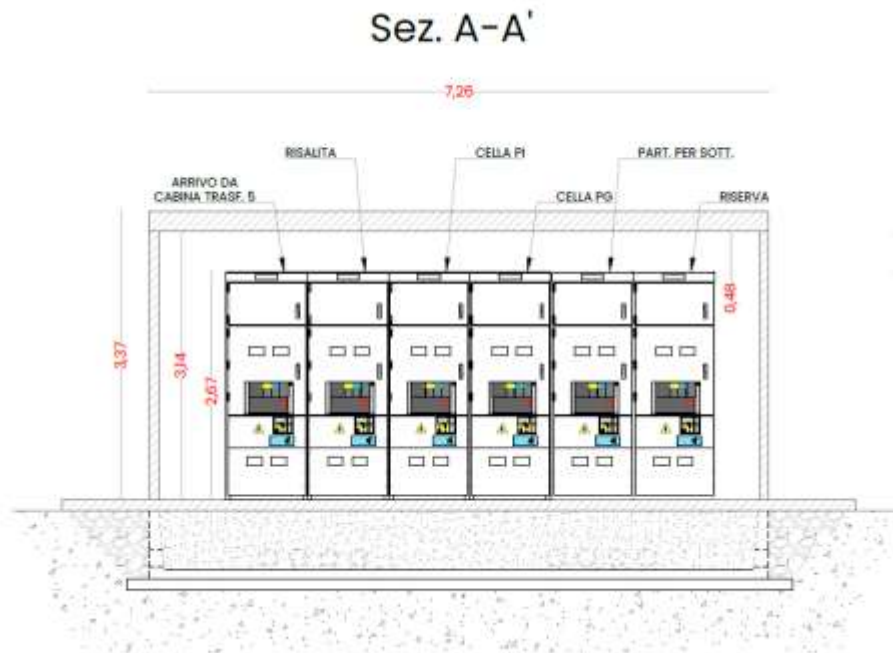 Sez. A-A'
7,26
RISALITA
CELLA PI
PART. PER SOTT.
ARRIVO DA
CABINA TRASF. 5
CELLA PG
RISERVA
0,48
3,37
3,14
2,67